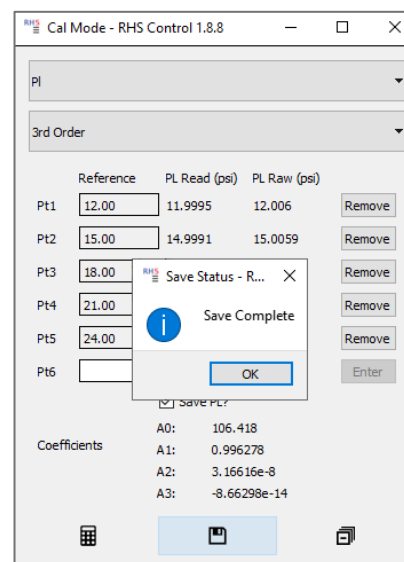 RHS Cal Mode - RHS Control 1.8.8
Pl
3rd Order
Reference PL Read (psi) PL Raw (psi)
Pt1 12.00 11.9995 12.006 Remove
Pt2 15.00 14.9991 15.0059 Remove
Pt3 18.00 Remove
RHS Save Status - R...
Pt4 21.00 Remove
Save Complete
Pt5 24.00 Remove
OK
Pt6 Enter
Save PL?
Coefficients
A0: 106.418
A1: 0.996278
A2: 3.16616e-8
A3: -8.66298e-14